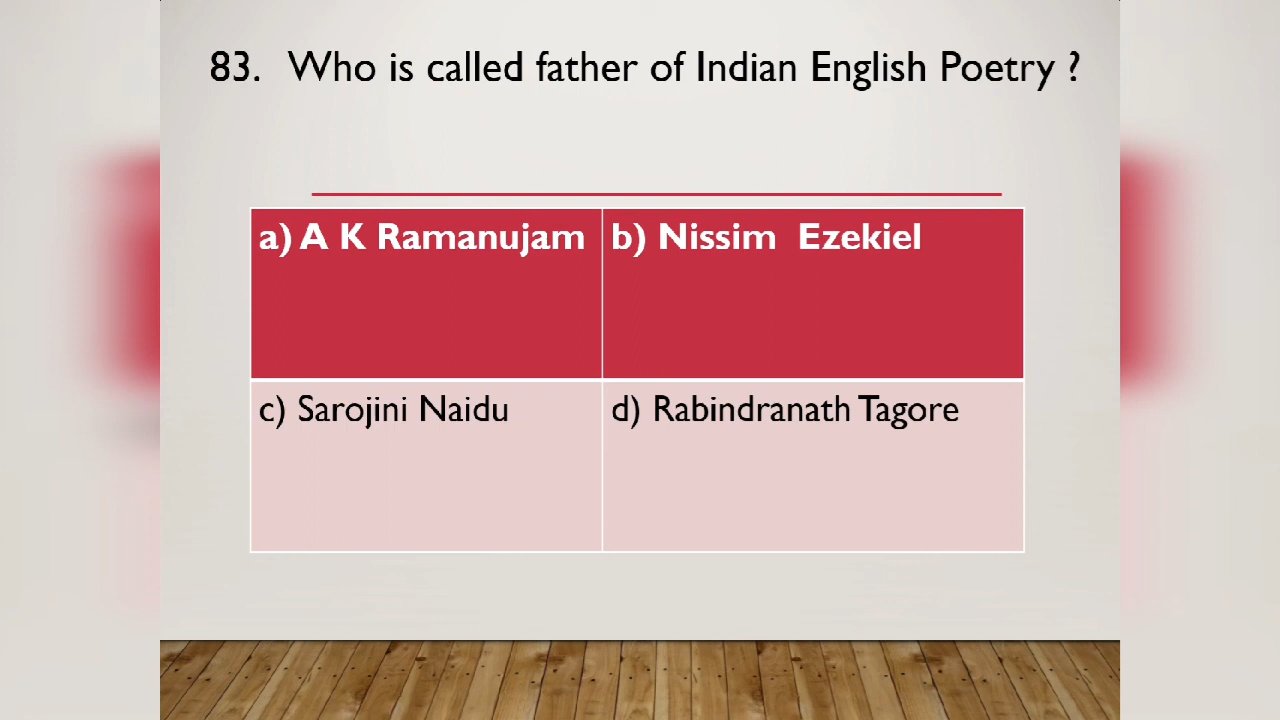 83. Who is called father of Indian English Poetry ?
a) A K Ramanujam
b) Nissim Ezekiel
c) Sarojini Naidu
d) Rabindranath Tagore